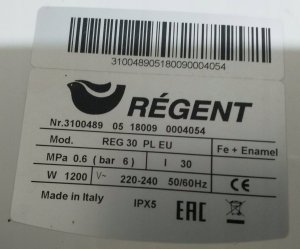 310048905180090004054
RÉGENT
Nr.3100489 05 18009 0004054
Mod. REG 30 PL EU Fe + Enamel
MPa 0.6 ( bar 6) l 30
W 1200 V~ 220-240 50/60Hz CE
Made in Italy IPX5 EAC